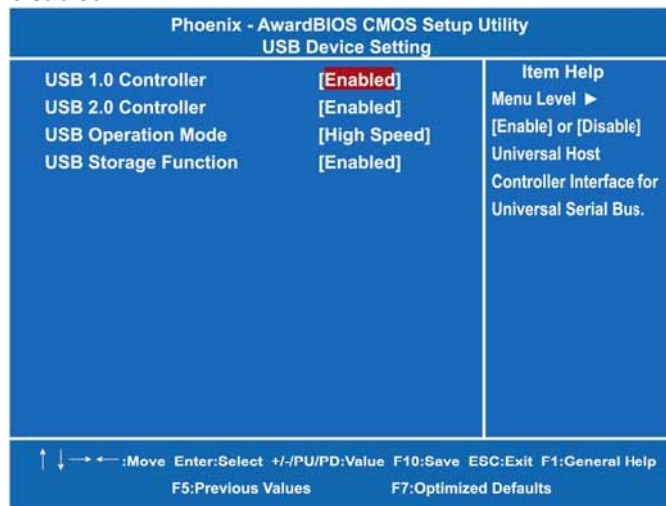 Phoenix - AwardBIOS CMOS Setup Utility
USB Device Setting
USB 1.0 Controller [Enabled]
USB 2.0 Controller [Enabled]
USB Operation Mode [High Speed]
USB Storage Function [Enabled]
Item Help
Menu Level ►
[Enable] or [Disable]
Universal Host
Controller Interface for
Universal Serial Bus.
↑ ↓ → ← :Move Enter:Select +/-/PU/PD:Value F10:Save ESC:Exit F1:General Help
F5:Previous Values F7:Optimized Defaults